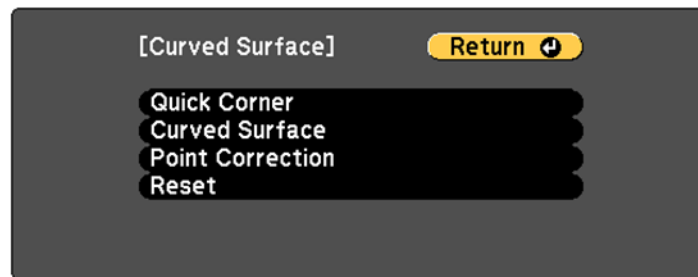 [Curved Surface] Return
Quick Corner
Curved Surface
Point Correction
Reset